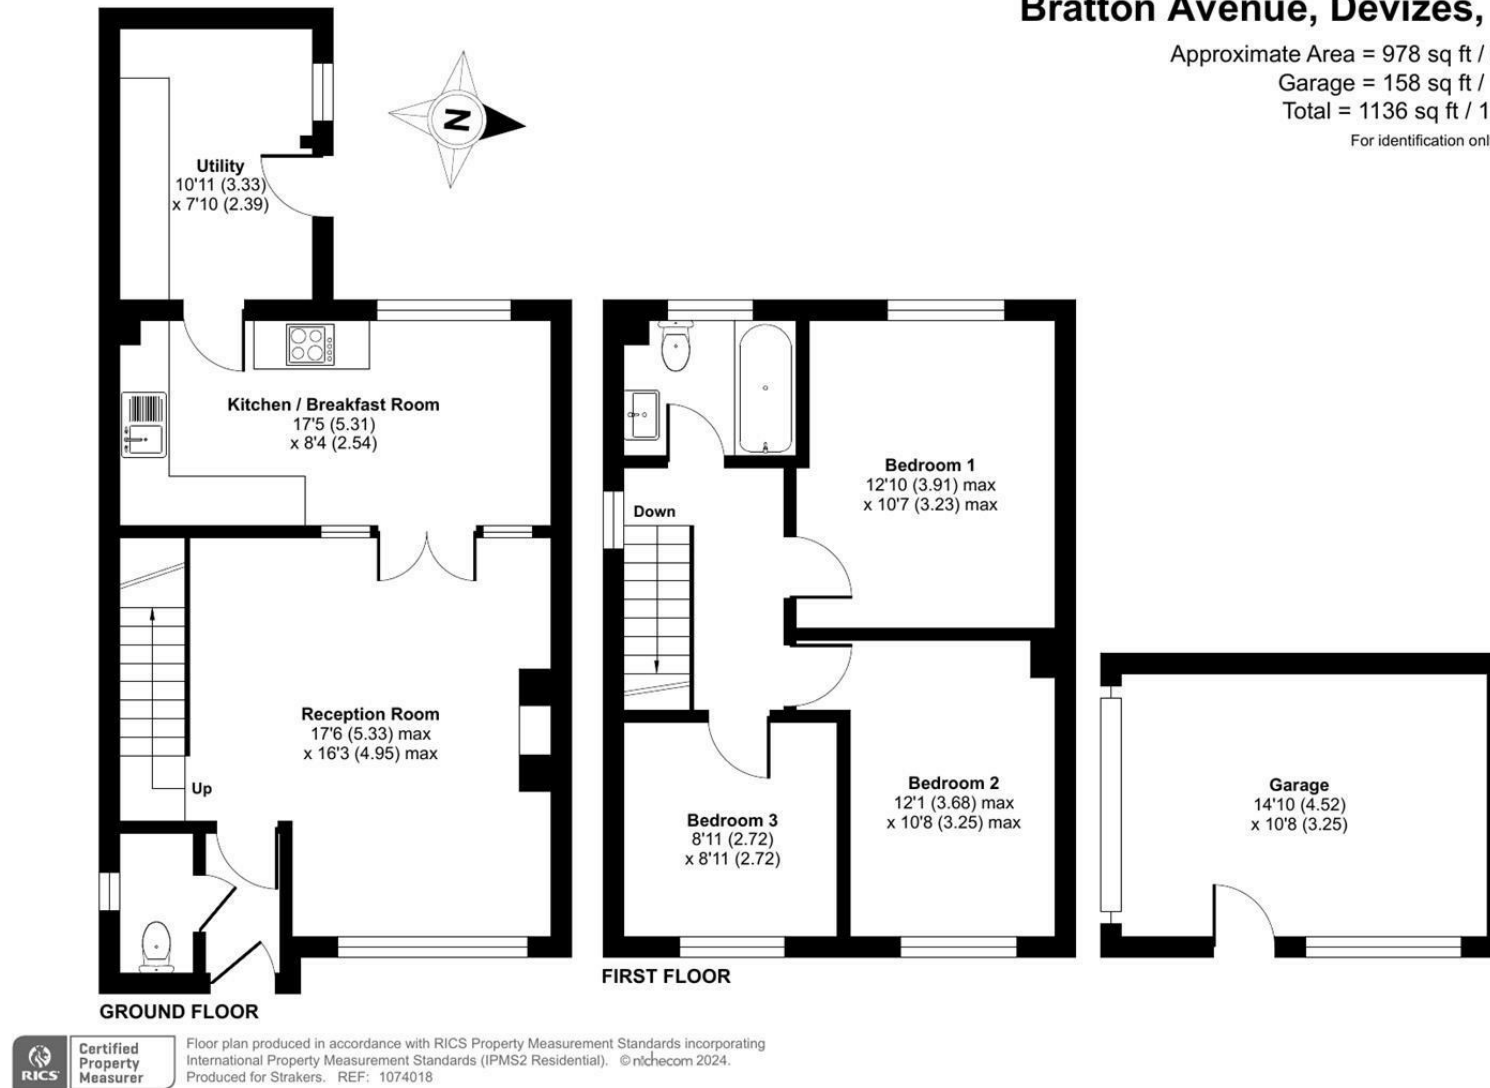 Bratton Avenue, Devizes,
Approximate Area = 978 sq ft /
Garage = 158 sq ft /
Total = 1136 sq ft / 1
For identification onl
N
Utility
10'11 (3.33)
x 7'10 (2.39)
Kitchen / Breakfast Room
17'5 (5.31)
x 8'4 (2.54)
Reception Room
17'6 (5.33) max
x 16'3 (4.95) max
Up
GROUND FLOOR
Down
Bedroom 1
12'10 (3.91) max
x 10'7 (3.23) max
Bedroom 2
12'1 (3.68) max
x 10'8 (3.25) max
Bedroom 3
8'11 (2.72)
x 8'11 (2.72)
FIRST FLOOR
Garage
14'10 (4.52)
x 10'8 (3.25)
RICS
Certified
Property
Measurer
Floor plan produced in accordance with RICS Property Measurement Standards incorporating
International Property Measurement Standards (IPMS2 Residential). © nichecom 2024.
Produced for Strakers. REF: 1074018